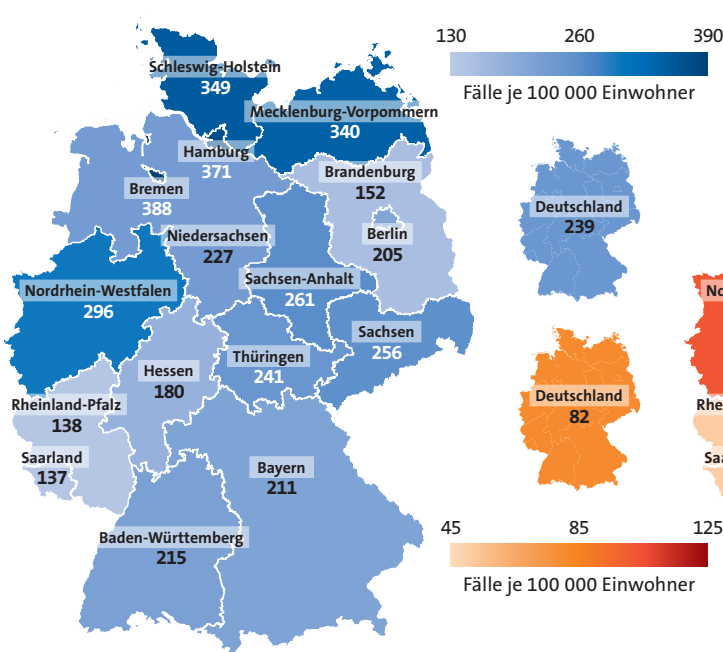 130 260 390
Fälle je 100 000 Einwohner
Schleswig-Holstein
349
Mecklenburg-Vorpommern
340
Hamburg
371
Brandenburg
152
Bremen
388
Berlin
205
Niedersachsen
227
Sachsen-Anhalt
261
Nordrhein-Westfalen
296
Sachsen
256
Thüringen
241
Hessen
180
Rheinland-Pfalz
138
Saarland
137
Bayern
211
Baden-Württemberg
215
Deutschland
239
Deutschland
82
45 85 125
Fälle je 100 000 Einwohner
No
Rhe
Saa